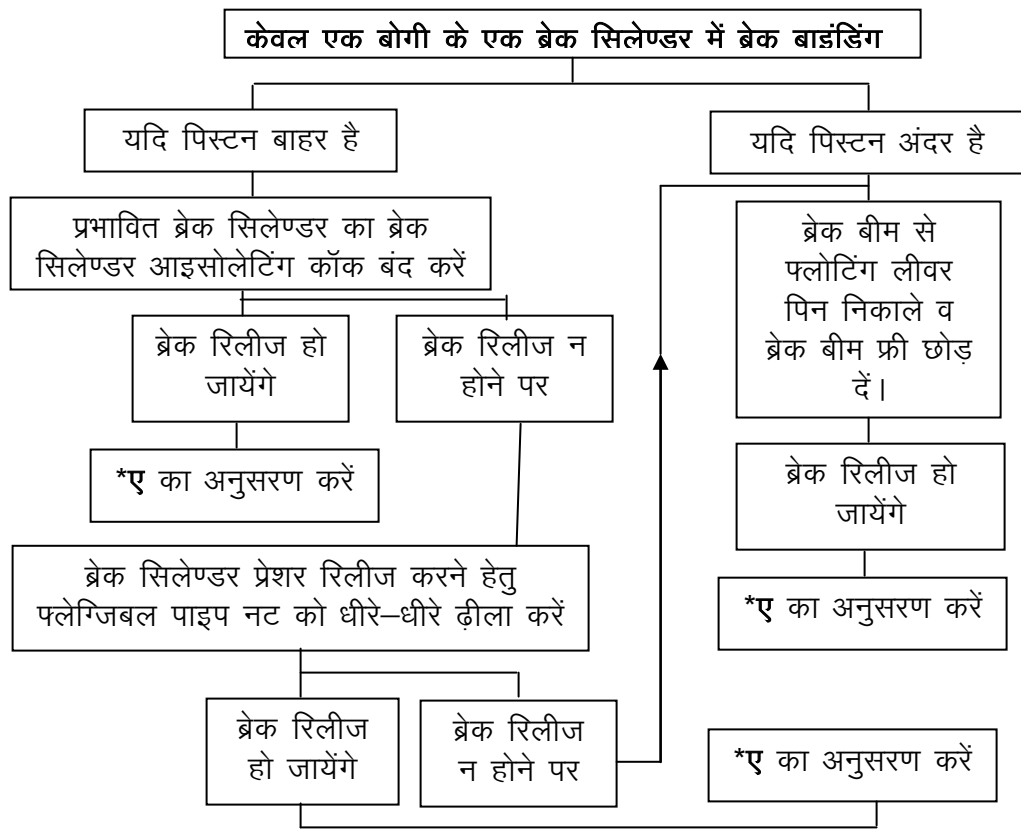 केवल एक बोगी के एक ब्रेक सिलेण्डर में ब्रेक बाइंडिंग
यदि पिस्टन बाहर है
यदि पिस्टन अंदर है
प्रभावित ब्रेक सिलेण्डर का ब्रेक
सिलेण्डर आइसोलेटिंग कॉक बंद करें
ब्रेक बीम से
फ्लोटिंग लीवर
पिन निकाले व
ब्रेक बीम फ्री छोड़
दें।
ब्रेक रिलीज हो
जायेंगे
ब्रेक रिलीज न
होने पर
*ए का अनुसरण करें
ब्रेक रिलीज हो
जायेंगे
ब्रेक सिलेण्डर प्रेशर रिलीज करने हेतु
फ्लेग्जिबल पाइप नट को धीरे–धीरे ढ़ीला करें
*ए का अनुसरण करें
ब्रेक रिलीज
हो जायेंगे
ब्रेक रिलीज
न होने पर
*ए का अनुसरण करें